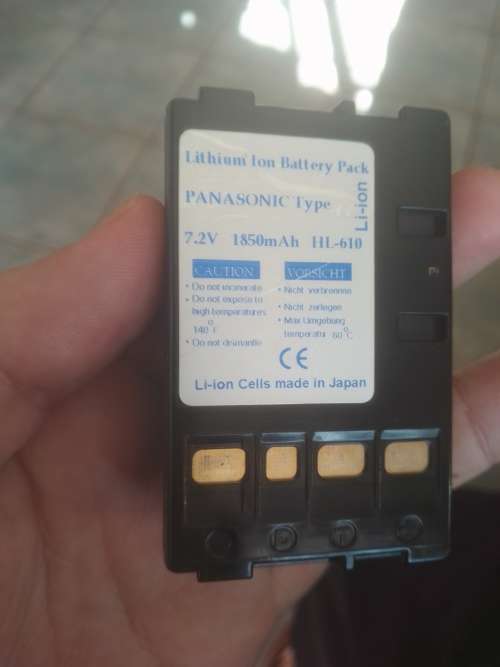 Lithium Ion Battery Pack
PANASONIC Type
Li-ion
7.2V 1850mAh HL-610
CAUTION
• Do not incinerate
• Do not expose to
high temperatures
140°F
• Do not dismantle
VORSICHT
• Nicht verbrennen
• Nicht zerlegen
• Max Umgebung
temperatur 60°C
CE
Li-ion Cells made in Japan
T